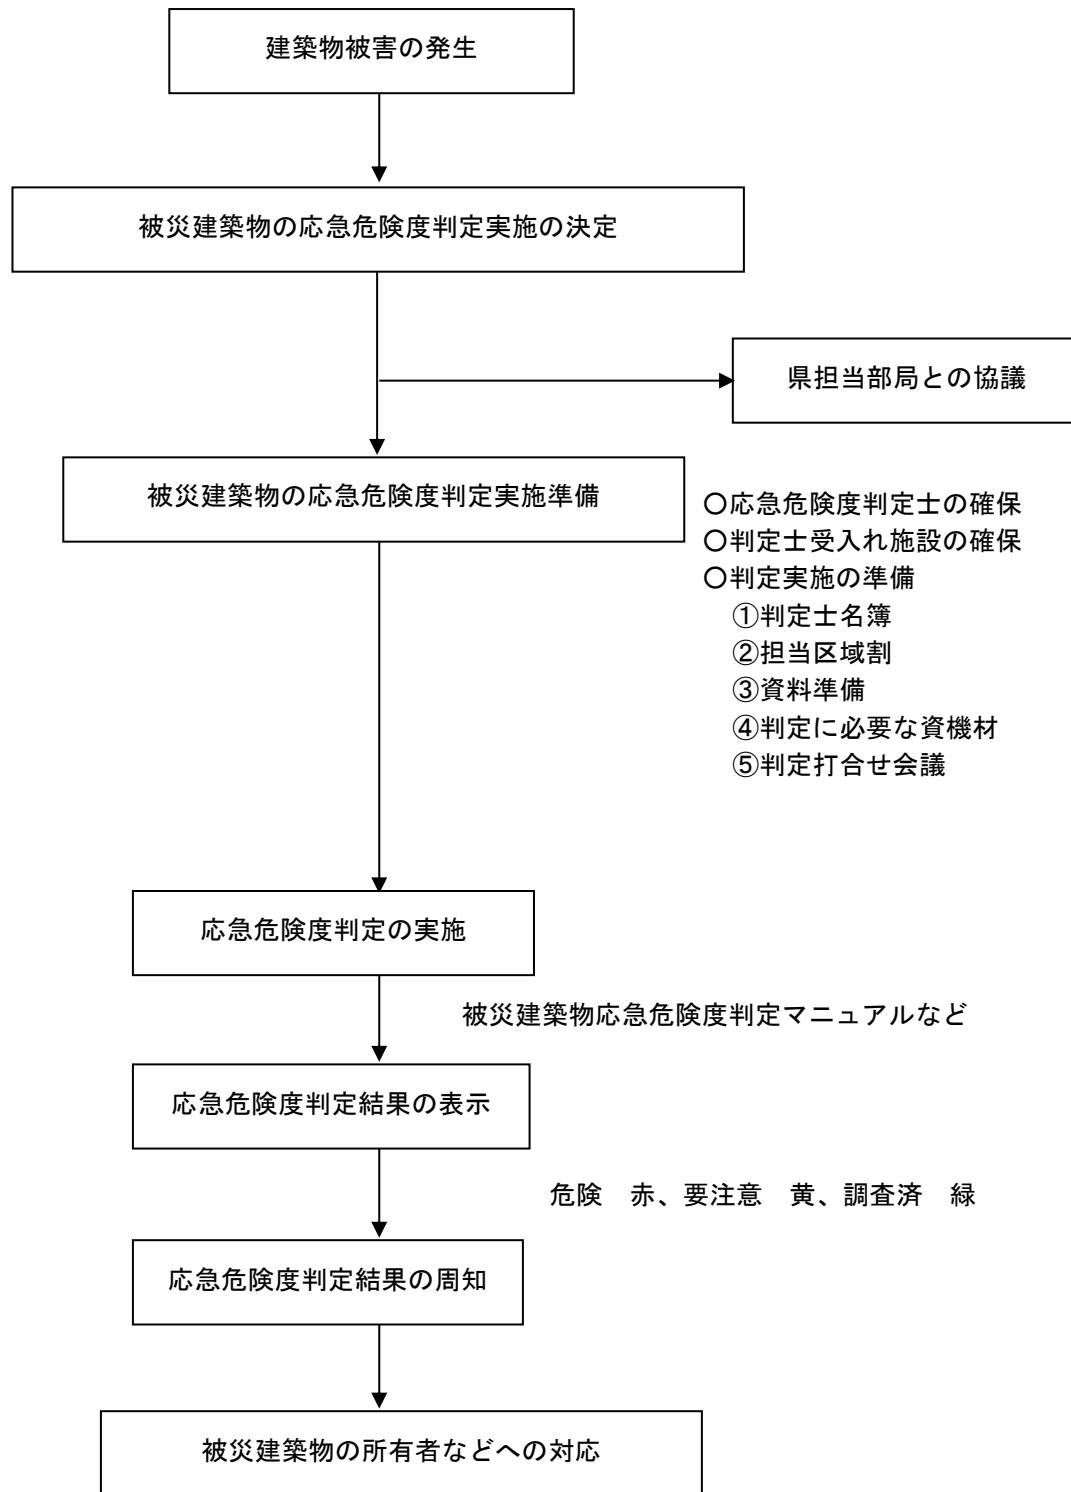 建築物被害の発生
被災建築物の応急危険度判定実施の決定
県担当部局との協議
被災建築物の応急危険度判定実施準備
〇応急危険度判定士の確保
〇判定士受入れ施設の確保
〇判定実施の準備
①判定士名簿
②担当区域割
③資料準備
④判定に必要な資機材
⑤判定打合せ会議
応急危険度判定の実施
被災建築物応急危険度判定マニュアルなど
応急危険度判定結果の表示
危険　赤、要注意　黄、調査済　緑
応急危険度判定結果の周知
被災建築物の所有者などへの対応